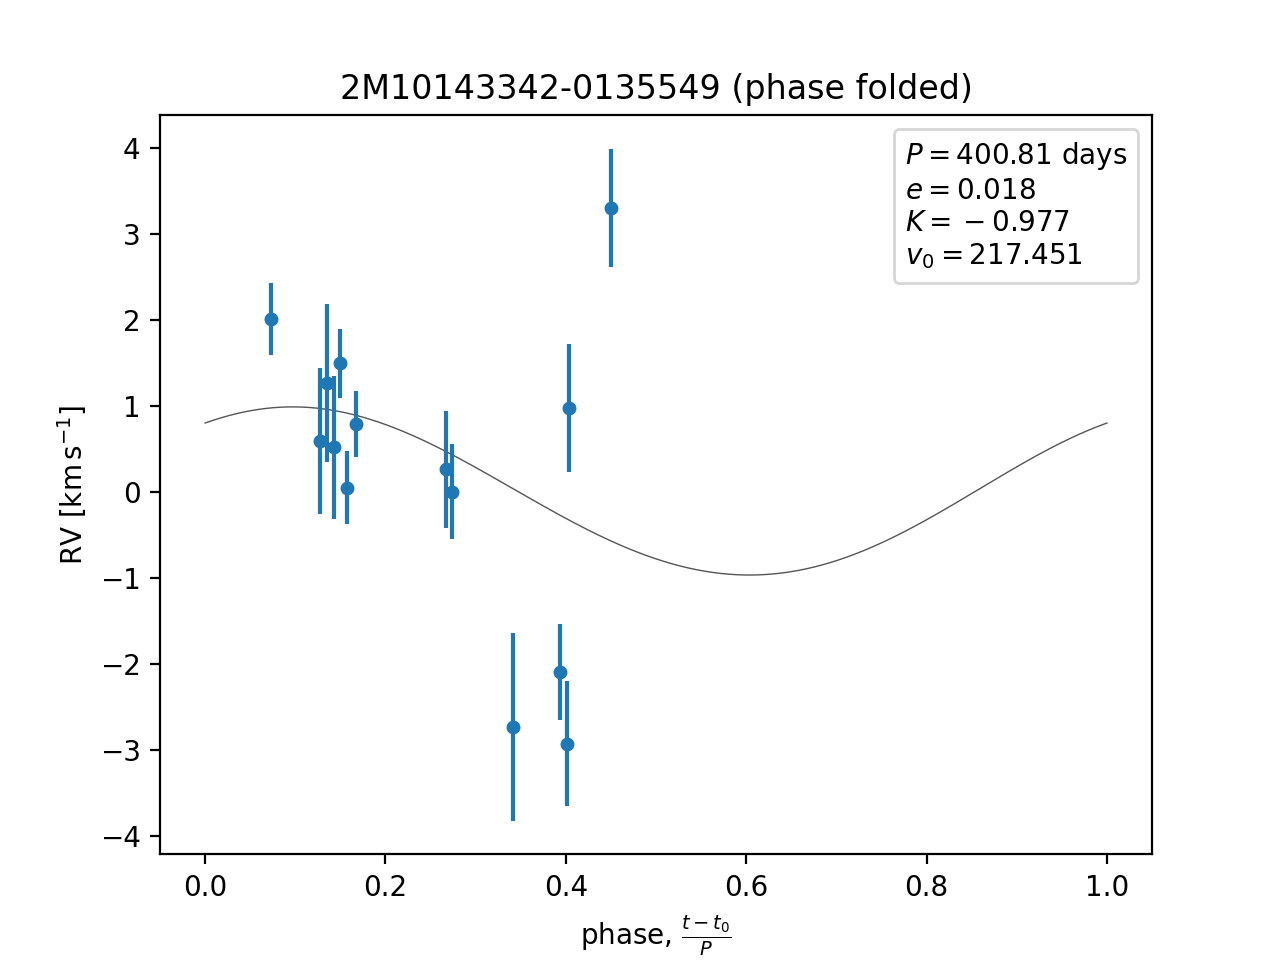 2M10143342-0135549 (phase folded)
P = 400.81 days
e = 0.018
K = −0.977
v₀ = 217.451
RV [km s⁻¹]
4
3
2
1
0
−1
−2
−3
−4
0.0 0.2 0.4 0.6 0.8 1.0
phase, (t − t₀)/P